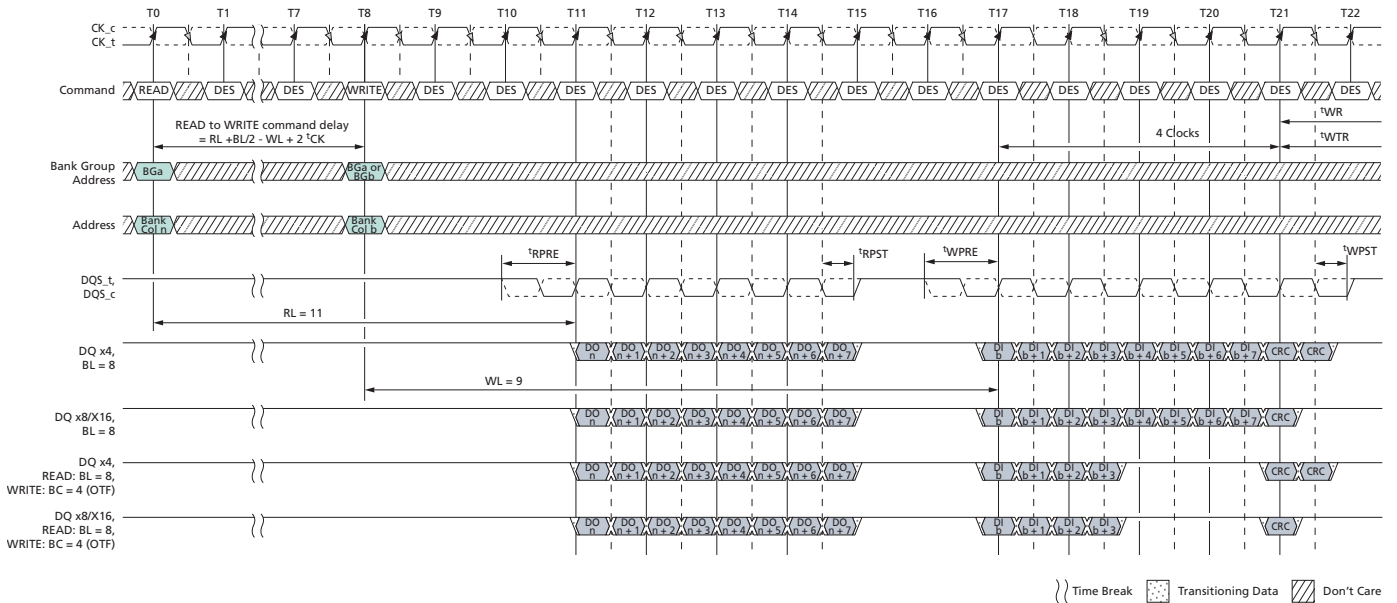 T0 T1 T7 T8 T9 T10 T11 T12 T13 T14 T15 T16 T17 T18 T19 T20 T21 T22
CK_c
CK_t
Command READ DES DES WRITE DES DES DES DES DES DES DES DES DES DES DES DES DES DES
READ to WRITE command delay
= RL +BL/2 - WL + 2 tCK
4 Clocks
tWR
tWTR
Bank Group
Address
BGa
BGa or
BGb
Address
Bank
Col n
Bank
Col b
tRPRE
tRPST
tWPRE
tWPST
DQS_t,
DQS_c
RL = 11
DQ x4,
BL = 8
DO n DO n + 1 DO n + 2 DO n + 3 DO n + 4 DO n + 5 DO n + 6 DO n + 7 DI b DI b + 1 DI b + 2 DI b + 3 DI b + 4 DI b + 5 DI b + 6 DI b + 7 CRC CRC
WL = 9
DQ x8/X16,
BL = 8
DO n DO n + 1 DO n + 2 DO n + 3 DO n + 4 DO n + 5 DO n + 6 DO n + 7 DI b DI b + 1 DI b + 2 DI b + 3 DI b + 4 DI b + 5 DI b + 6 DI b + 7 CRC
DQ x4,
READ: BL = 8,
WRITE: BC = 4 (OTF)
DO n DO n + 1 DO n + 2 DO n + 3 DO n + 4 DO n + 5 DO n + 6 DO n + 7 DI b DI b + 1 DI b + 2 DI b + 3 CRC CRC
DQ x8/X16,
READ: BL = 8,
WRITE: BC = 4 (OTF)
DO n DO n + 1 DO n + 2 DO n + 3 DO n + 4 DO n + 5 DO n + 6 DO n + 7 DI b DI b + 1 DI b + 2 DI b + 3 CRC
Time Break Transitioning Data Don't Care